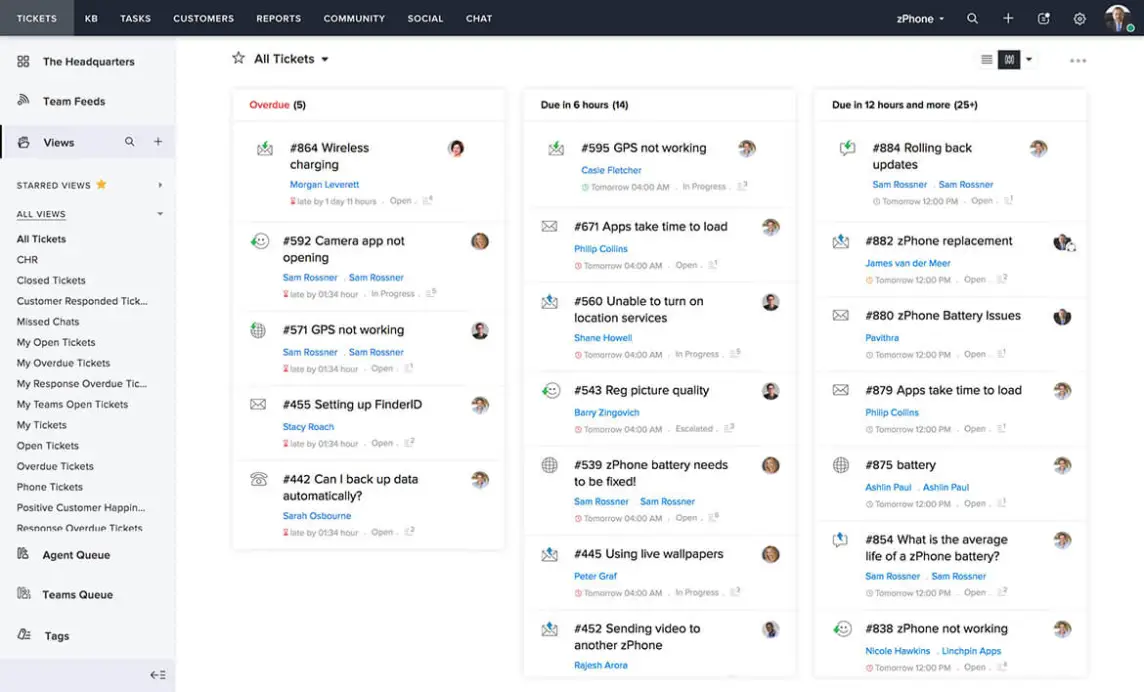 TICKETS KB TASKS CUSTOMERS REPORTS COMMUNITY SOCIAL CHAT zPhone
The Headquarters
Team Feeds
Views
STARRED VIEWS
ALL VIEWS
All Tickets
CHR
Closed Tickets
Customer Responded Tick...
Missed Chats
My Open Tickets
My Overdue Tickets
My Response Overdue Tic...
My Teams Open Tickets
My Tickets
Open Tickets
Overdue Tickets
Phone Tickets
Positive Customer Happin...
Response Overdue Tickets
Agent Queue
Teams Queue
Tags
All Tickets
Overdue (5)
#864 Wireless
charging
Morgan Leverett
late by 1 day 11 hours . Open . 4
#592 Camera app not
opening
Sam Rossner . Sam Rossner
late by 01:34 hour . In Progress . 5
#571 GPS not working
Sam Rossner . Sam Rossner
late by 01:34 hour . Open . 1
#455 Setting up FinderID
Stacy Roach
late by 01:34 hour . Open . 2
#442 Can I back up data
automatically?
Sarah Osbourne
late by 01:34 hour . Open . 2
Due in 6 hours (14)
#595 GPS not working
Casie Fletcher
Tomorrow 04:00 AM . In Progress . 3
#671 Apps take time to load
Philip Collins
Tomorrow 04:00 AM . Open . 1
#560 Unable to turn on
location services
Shane Howell
Tomorrow 04:00 AM . In Progress . 5
#543 Reg picture quality
Barry Zingovich
Tomorrow 04:00 AM . Escalated . 3
#539 zPhone battery needs
to be fixed!
Sam Rossner Sam Rossner
Tomorrow 04:00 AM . Open . 6
#445 Using live wallpapers
Peter Graf
Tomorrow 04:00 AM . In Progress . 3
#452 Sending video to
another zPhone
Rajesh Arora
Due in 12 hours and more (25+)
#884 Rolling back
updates
Sam Rossner . Sam Rossner
Tomorrow 12:00 PM . Open . 1
#882 zPhone replacement
James van der Meer
Tomorrow 12:00 PM . Open . 2
#880 zPhone Battery Issues
Pavithra
Tomorrow 12:00 PM . Open . 1
#879 Apps take time to load
Philip Collins
Tomorrow 12:00 PM . Open . 1
#875 battery
Ashlin Paul . Ashlin Paul
Tomorrow 12:00 PM . Open . 1
#854 What is the average
life of a zPhone battery?
Sam Rossner . Sam Rossner
Tomorrow 12:00 PM . Open . 2
#838 zPhone not working
Nicole Hawkins . Linchpin Apps
Tomorrow 12:00 PM . Open . 4